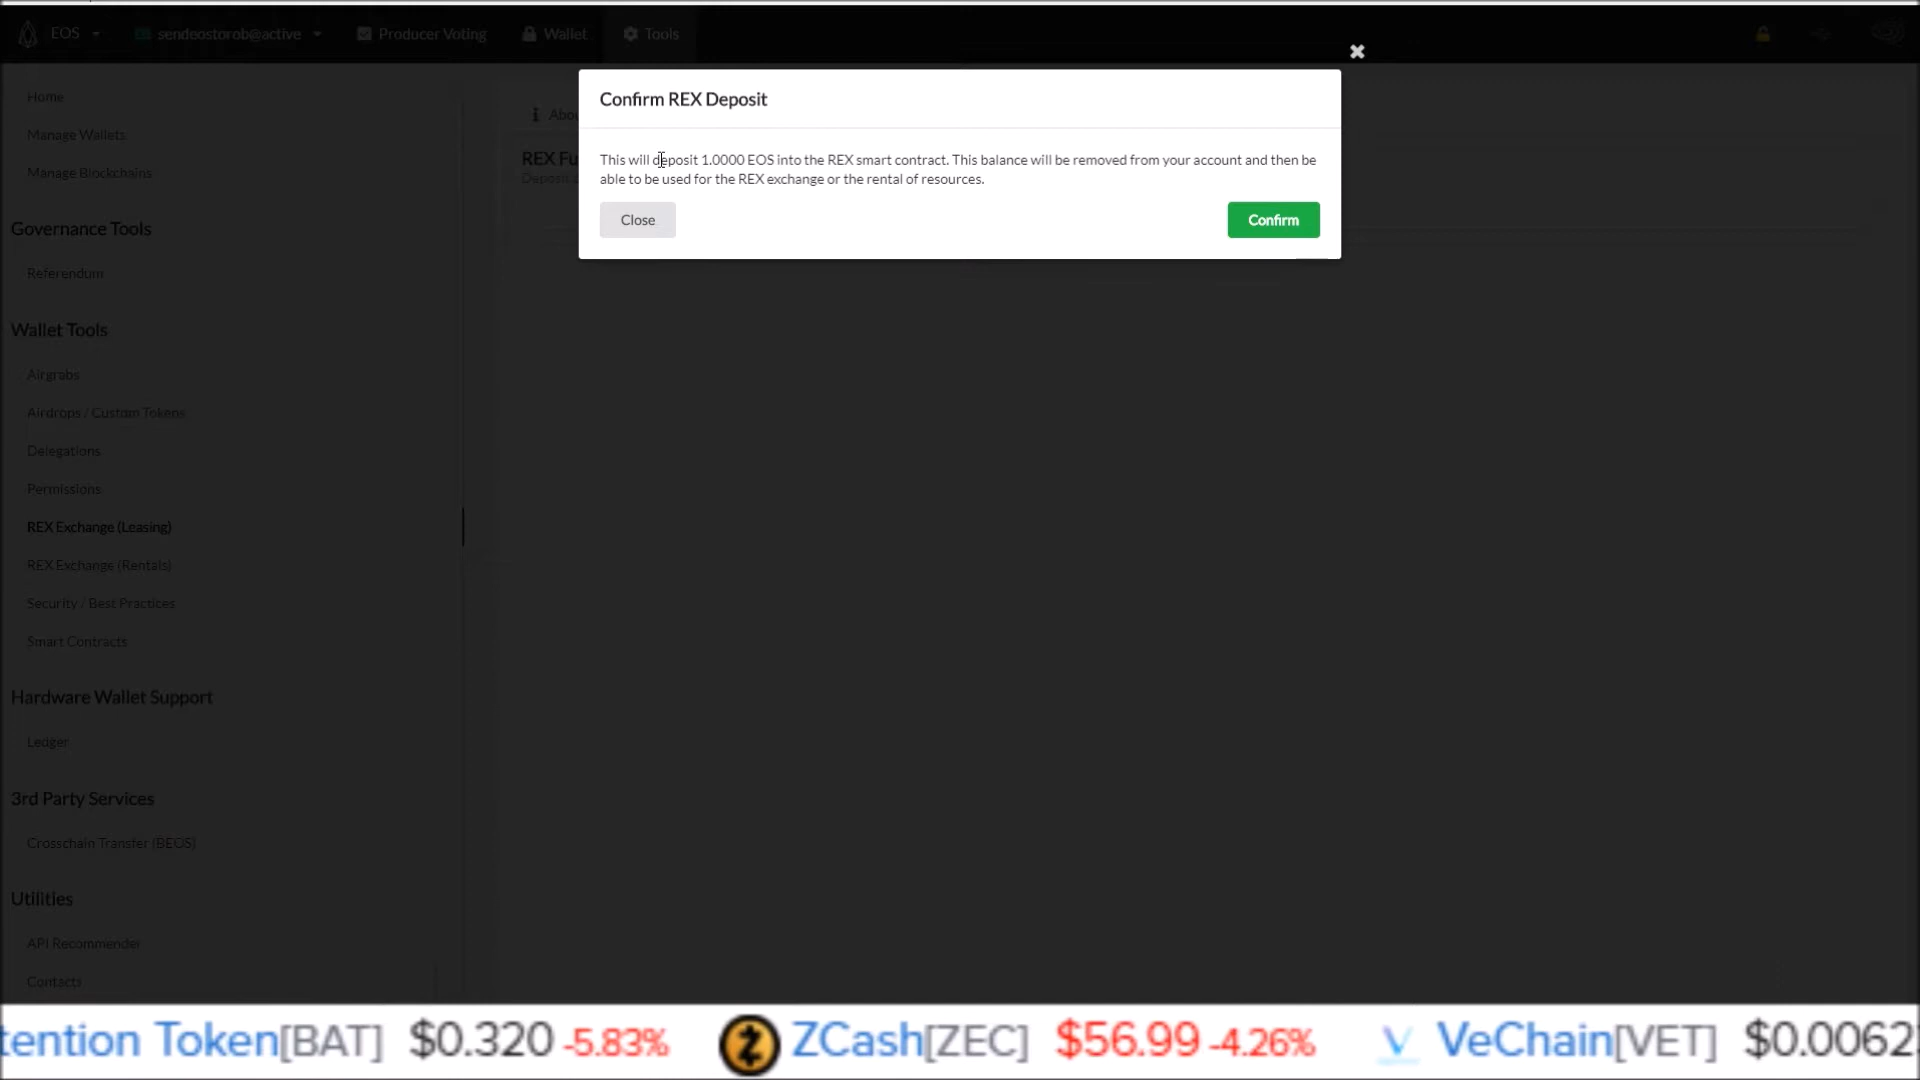 EOS
sendeostorob@active
Producer Voting
Wallet
Tools
Home
Manage Wallets
Manage Blockchains
Governance Tools
Referendum
Wallet Tools
Airgrabs
Airdrops / Custom Tokens
Delegations
Permissions
REX Exchange (Leasing)
REX Exchange (Rentals)
Security / Best Practices
Smart Contracts
Hardware Wallet Support
Ledger
3rd Party Services
Crosschain Transfer (BEOS)
Utilities
API Recommender
Contacts
Abou
REX Fu
Deposit
Confirm REX Deposit
This will deposit 1.0000 EOS into the REX smart contract. This balance will be removed from your account and then be
able to be used for the REX exchange or the rental of resources.
Close
Confirm
tention Token[BAT] $0.320 -5.83% ZCash[ZEC] $56.99 -4.26% VeChain[VET] $0.0062